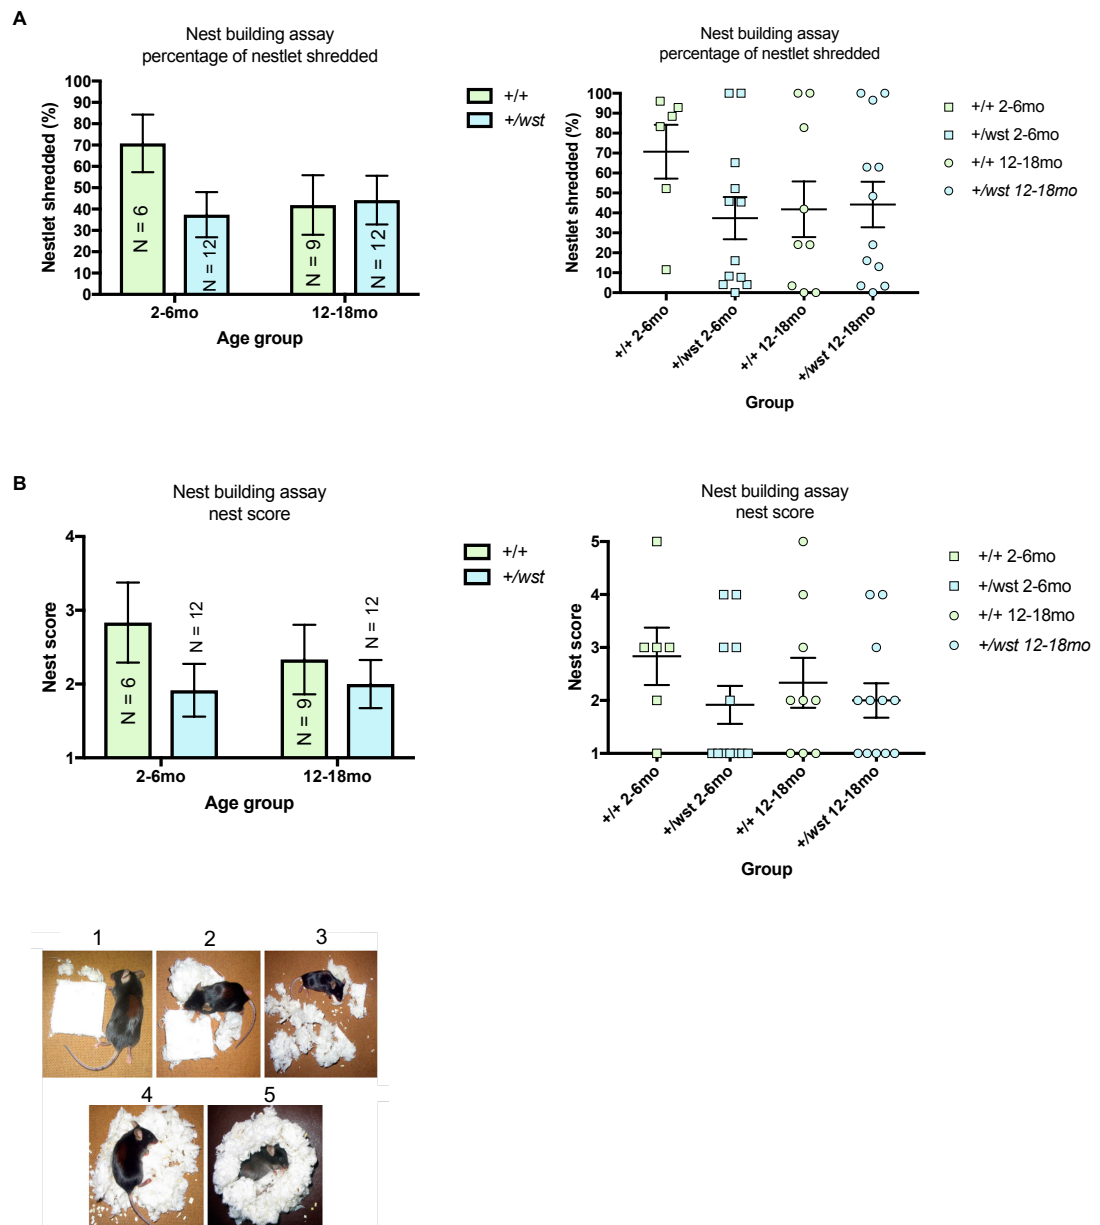 A
Nest building assay
percentage of nestlet shredded
Nestlet shredded (%)
100
90
80
70
60
50
40
30
20
10
0
N = 6
N = 12
N = 9
N = 12
2-6mo
12-18mo
Age group
+/+
+/wst
Nest building assay
percentage of nestlet shredded
Nestlet shredded (%)
100
90
80
70
60
50
40
30
20
10
0
+/+ 2-6mo
+/wst 2-6mo
+/+ 12-18mo
+/wst 12-18mo
Group
+/+ 2-6mo
+/wst 2-6mo
+/+ 12-18mo
+/wst 12-18mo
B
Nest building assay
nest score
Nest score
4
3
2
1
N = 6
N = 12
N = 9
N = 12
2-6mo
12-18mo
Age group
+/+
+/wst
Nest building assay
nest score
Nest score
5
4
3
2
1
+/+ 2-6mo
+/wst 2-6mo
+/+ 12-18mo
+/wst 12-18mo
Group
+/+ 2-6mo
+/wst 2-6mo
+/+ 12-18mo
+/wst 12-18mo
1
2
3
4
5